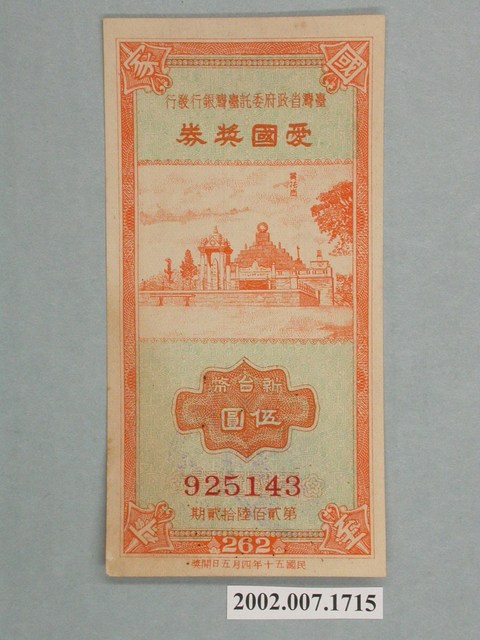 國 愛
臺灣省政府委託臺灣銀行發行
愛國獎券
新台幣
伍圓
925143
第貳佰陸拾貳期
262
民國五十年四月五日開獎
2002.007.1715